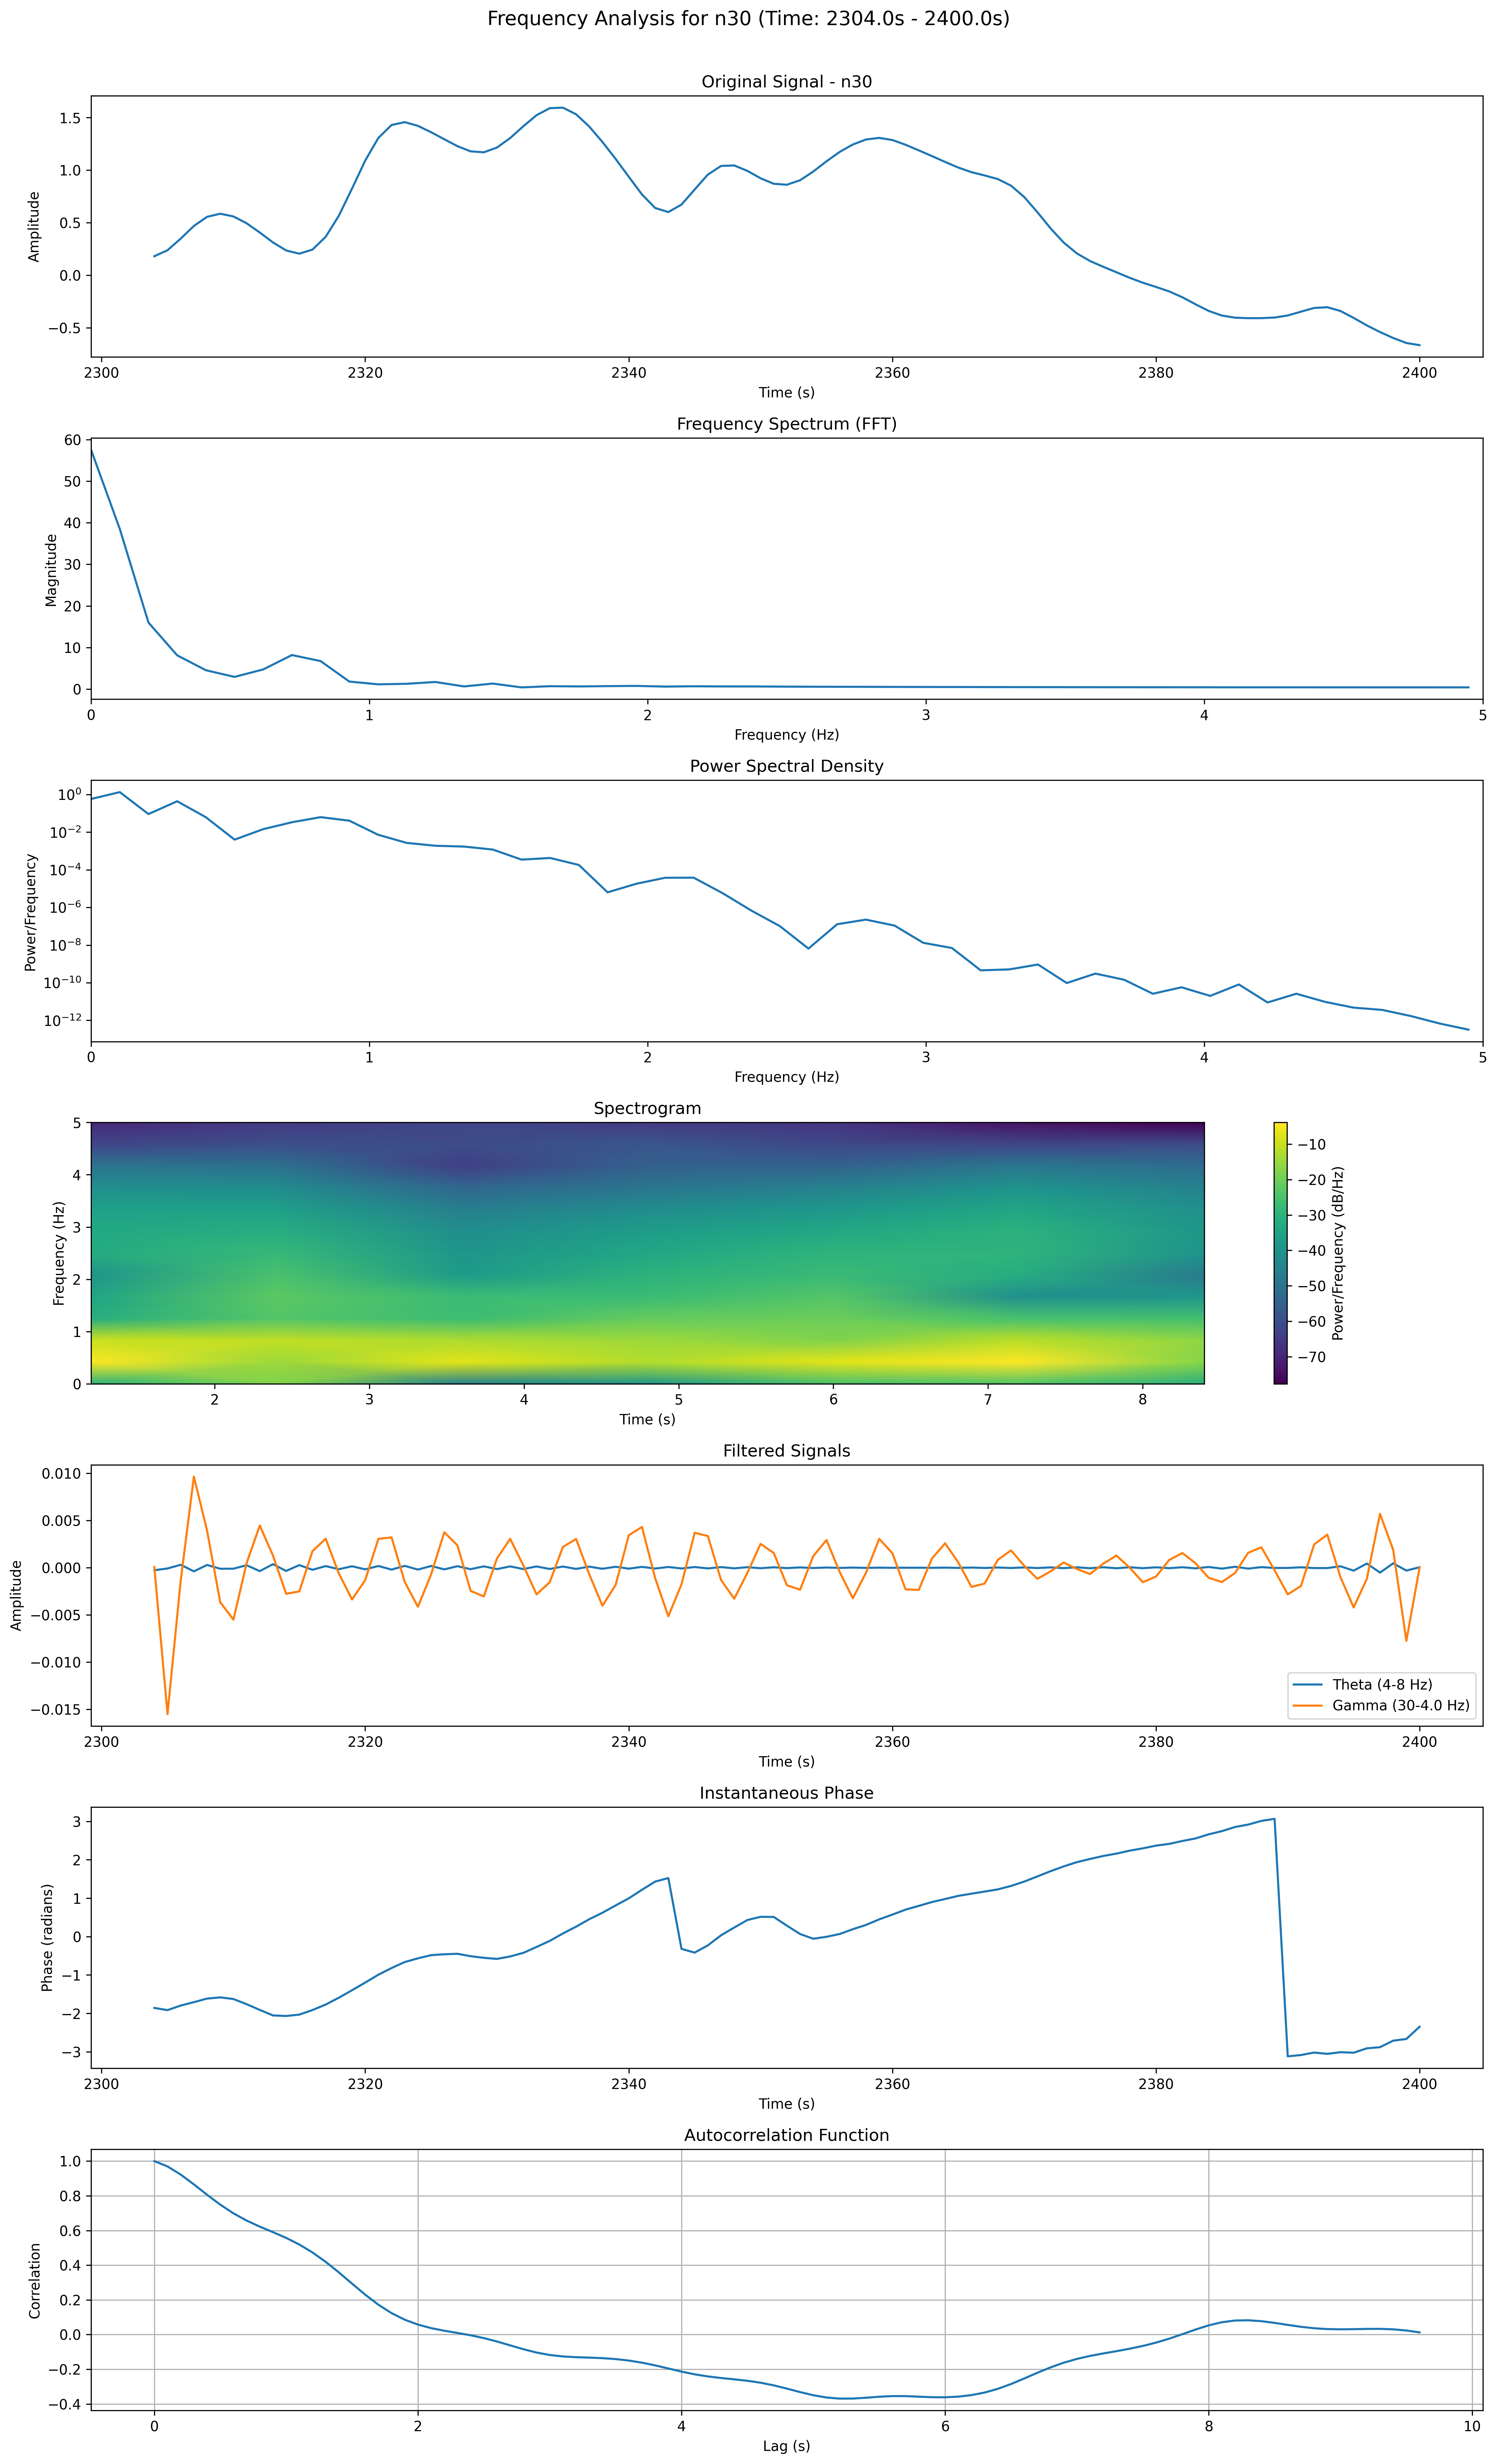 Frequency Analysis for n30 (Time: 2304.0s - 2400.0s)
Original Signal - n30
Amplitude
1.5
1.0
0.5
0.0
−0.5
2300 2320 2340 2360 2380 2400
Time (s)
Frequency Spectrum (FFT)
Magnitude
60
50
40
30
20
10
0
0 1 2 3 4 5
Frequency (Hz)
Power Spectral Density
Power/Frequency
10⁰
10⁻²
10⁻⁴
10⁻⁶
10⁻⁸
10⁻¹⁰
10⁻¹²
0 1 2 3 4 5
Frequency (Hz)
Spectrogram
Frequency (Hz)
5
4
3
2
1
0
2 3 4 5 6 7 8
Time (s)
−10
−20
−30
−40
−50
−60
−70
Power/Frequency (dB/Hz)
Filtered Signals
Amplitude
0.010
0.005
0.000
−0.005
−0.010
−0.015
Theta (4-8 Hz)
Gamma (30-4.0 Hz)
2300 2320 2340 2360 2380 2400
Time (s)
Instantaneous Phase
Phase (radians)
3
2
1
0
−1
−2
−3
2300 2320 2340 2360 2380 2400
Time (s)
Autocorrelation Function
Correlation
1.0
0.8
0.6
0.4
0.2
0.0
−0.2
−0.4
0 2 4 6 8 10
Lag (s)